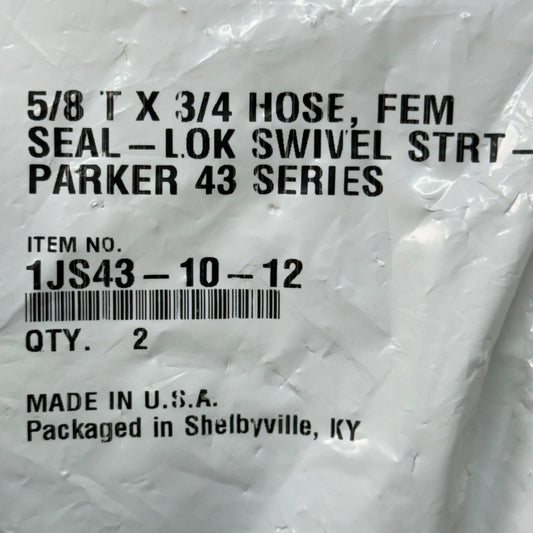 5/8 T X 3/4 HOSE, FEM
SEAL-LOK SWIVEL STRT-
PARKER 43 SERIES
ITEM NO.
1JS43-10-12
QTY. 2
MADE IN U.S.A.
Packaged in Shelbyville, KY